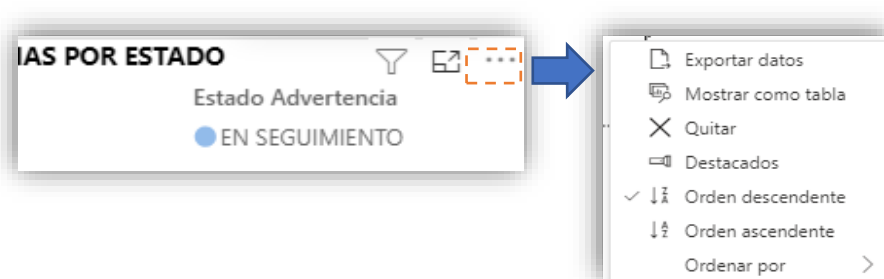 IAS POR ESTADO
Estado Advertencia
EN SEGUIMIENTO
Exportar datos
Mostrar como tabla
Quitar
Destacados
Orden descendente
Orden ascendente
Ordenar por